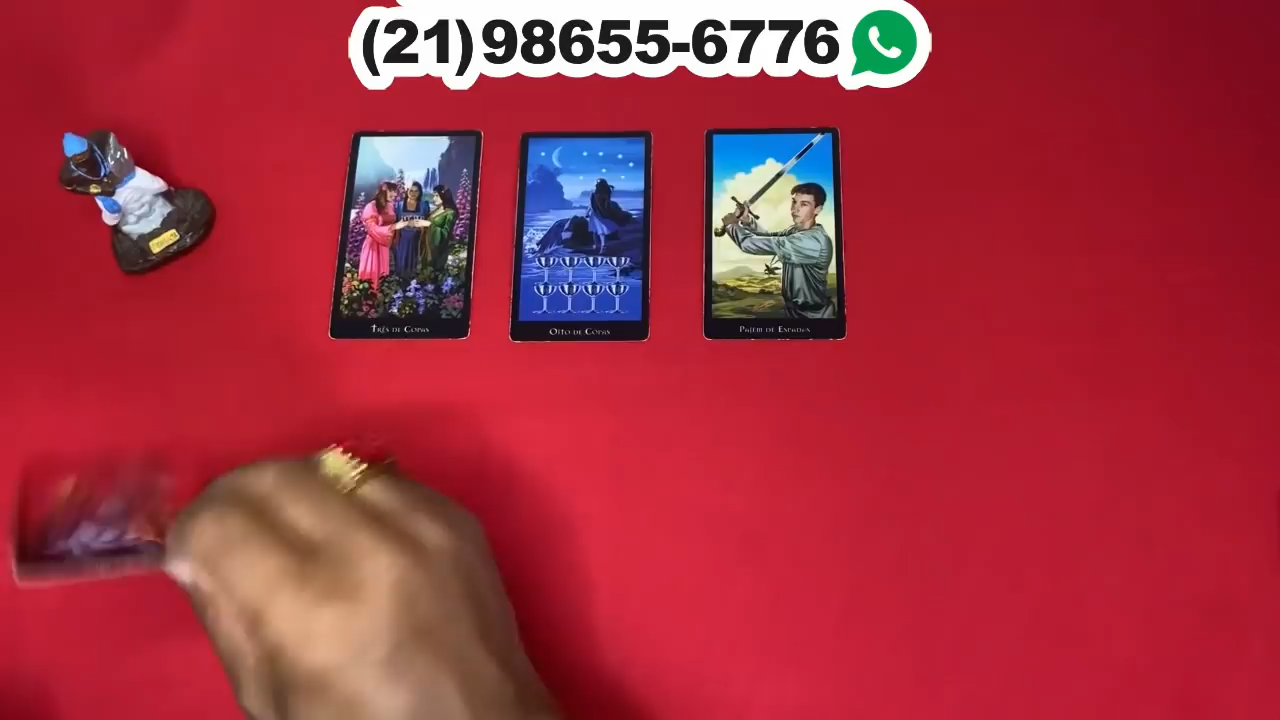 (21)98655-6776
Três de Copas
Oito de Copas
Pajem de Espadas